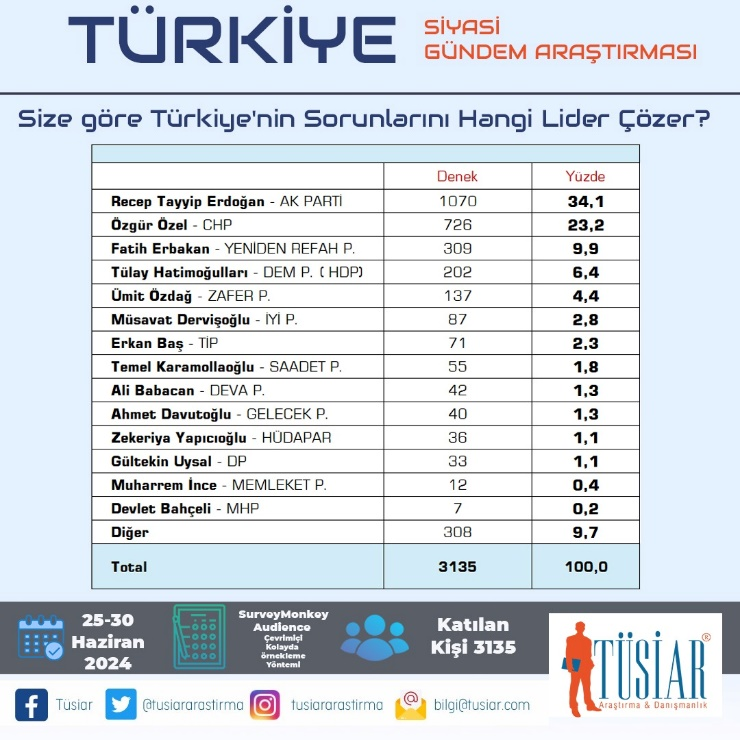 TÜRKİYE
SİYASİ
GÜNDEM ARAŞTIRMASI
Size göre Türkiye'nin Sorunlarını Hangi Lider Çözer?
Denek Yüzde
Recep Tayyip Erdoğan - AK PARTİ 1070 34,1
Özgür Özel - CHP 726 23,2
Fatih Erbakan - YENİDEN REFAH P. 309 9,9
Tülay Hatimoğulları - DEM P. ( HDP) 202 6,4
Ümit Özdağ - ZAFER P. 137 4,4
Müsavat Dervişoğlu - İYİ P. 87 2,8
Erkan Baş - TİP 71 2,3
Temel Karamollaoğlu - SAADET P. 55 1,8
Ali Babacan - DEVA P. 42 1,3
Ahmet Davutoğlu - GELECEK P. 40 1,3
Zekeriya Yapıcıoğlu - HÜDAPAR 36 1,1
Gültekin Uysal - DP 33 1,1
Muharrem İnce - MEMLEKET P. 12 0,4
Devlet Bahçeli - MHP 7 0,2
Diğer 308 9,7
Total 3135 100,0
25-30
Haziran
2024
SurveyMonkey
Audience
Çevrimiçi
Kolayda
örnekleme
Yöntemi
Katılan
Kişi 3135
TÜSİAR®
Araştırma & Danışmanlık
Tüsiar @tusiararastirma tusiararastirma bilgi@tusiar.com